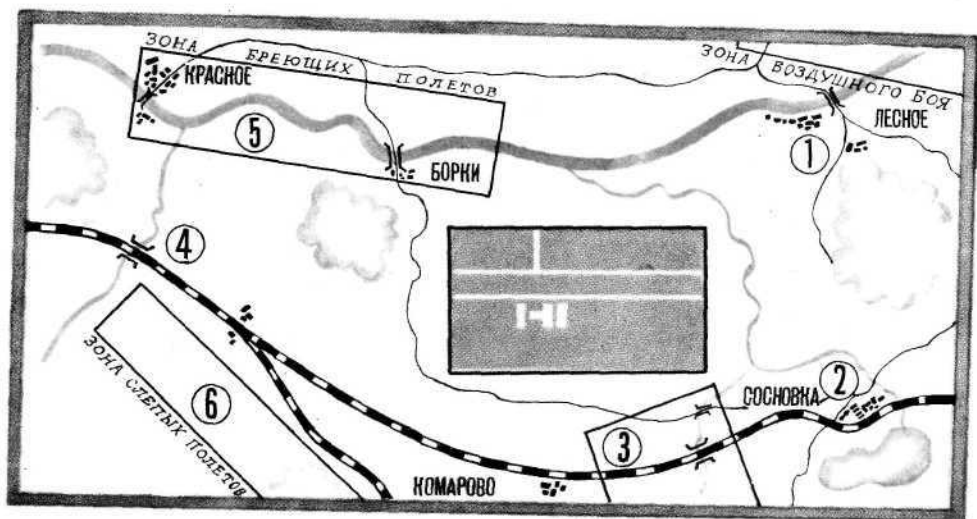 ЗОНА БРЕЮЩИХ ПОЛЕТОВ
ЗОНА ВОЗДУШНОГО БОЯ
КРАСНОЕ
ЛЕСНОЕ
5
1
БОРКИ
4
ЗОНА СЛЕПЫХ ПОЛЕТОВ
6
СОСНОВКА
2
3
КОМАРОВО